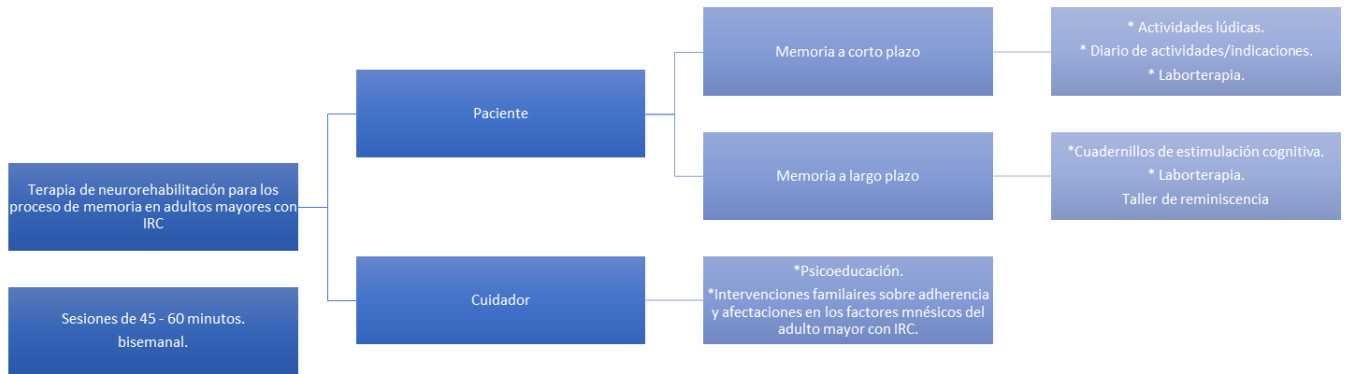 Terapia de neurorehabilitación para los
proceso de memoria en adultos mayores con
IRC
Sesiones de 45 - 60 minutos.
bisemanal.
Paciente
Cuidador
Memoria a corto plazo
Memoria a largo plazo
*Psicoeducación.
*Intervenciones familaires sobre adherencia
y afectaciones en los factores mnésicos del
adulto mayor con IRC.
* Actividades lúdicas.
* Diario de actividades/indicaciones.
* Laborterapia.
*Cuadernillos de estimulación cognitiva.
* Laborterapia.
Taller de reminiscencia